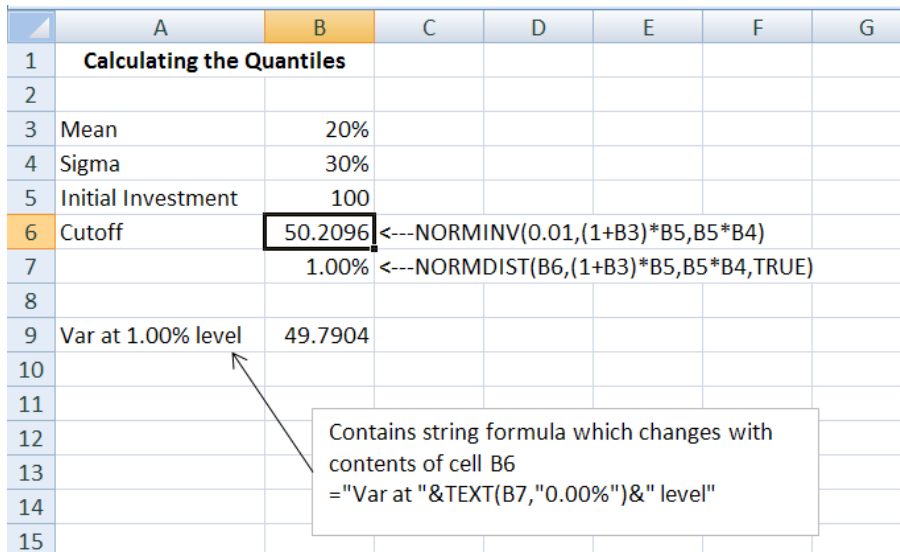 A B C D E F G
1 Calculating the Quantiles
2
3 Mean 20%
4 Sigma 30%
5 Initial Investment 100
6 Cutoff 50.2096 <---NORMINV(0.01,(1+B3)*B5,B5*B4)
7 1.00% <---NORMDIST(B6,(1+B3)*B5,B5*B4,TRUE)
8
9 Var at 1.00% level 49.7904
10
11
12 Contains string formula which changes with
13 contents of cell B6
14 ="Var at "&TEXT(B7,"0.00%")&" level"
15